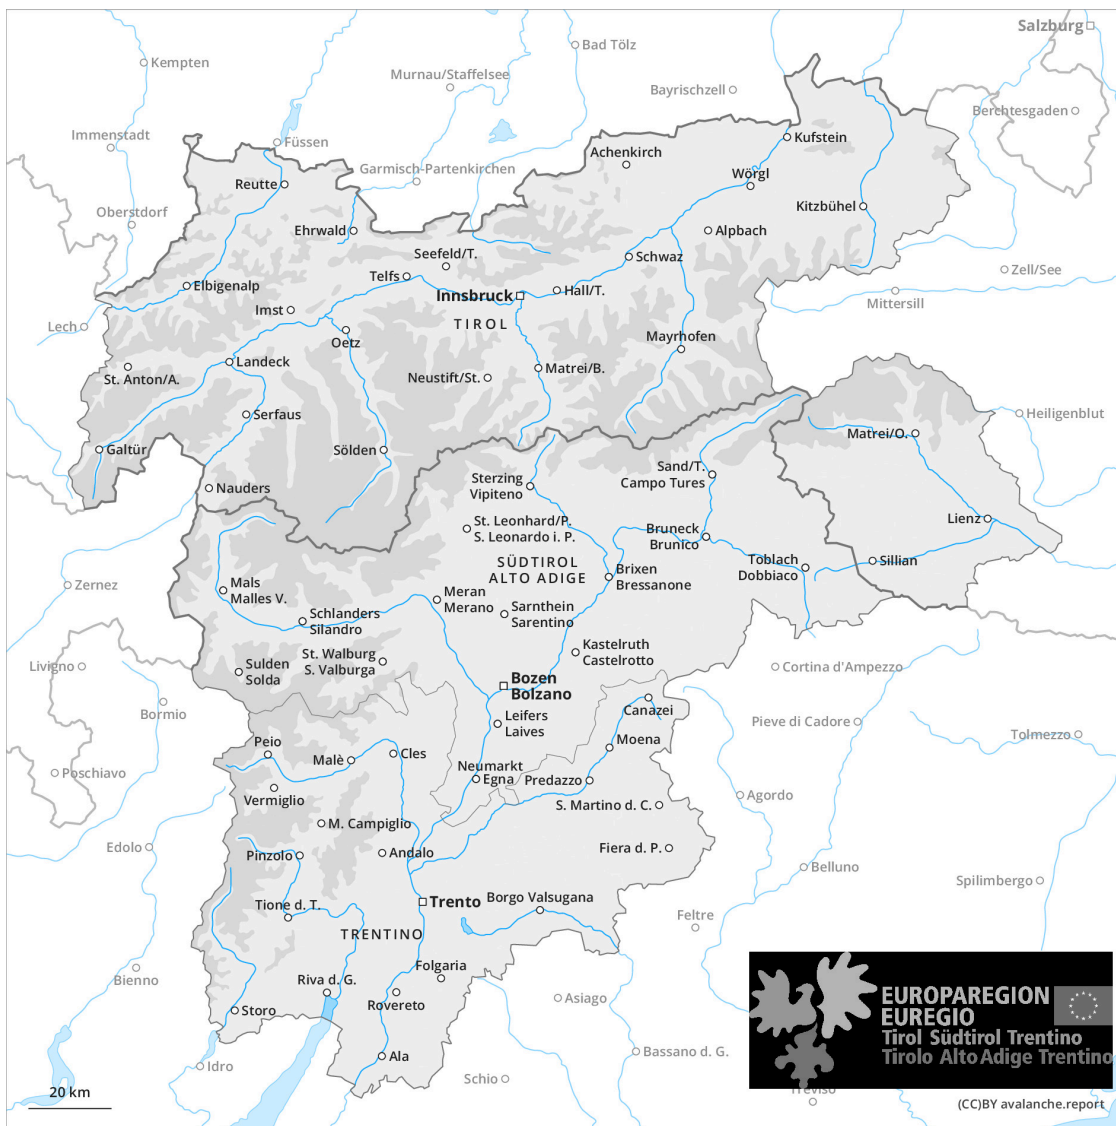 Salzburg
Bad Tölz
Kempten
Murnau/Staffelsee
Bayrischzell
Berchtesgaden
Immenstadt
Füssen
Kufstein
Achenkirch
Garmisch-Partenkirchen
Wörgl
Reutte
Oberstdorf
Kitzbühel
Ehrwald
Alpbach
Seefeld/T.
Schwaz
Zell/See
Telfs
Elbigenalp
Hall/T.
Innsbruck
Mittersill
Imst
TIROL
Lech
Oetz
Mayrhofen
Landeck
Matrei/B.
St. Anton/A.
Neustift/St.
Serfaus
Heiligenblut
Matrei/O.
Galtür
Sölden
Sand/T.
Campo Tures
Sterzing
Vipiteno
Nauders
Lienz
St. Leonhard/P.
S. Leonardo i. P.
Bruneck
Brunico
SÜDTIROL
ALTO ADIGE
Toblach
Dobbiaco
Sillian
Brixen
Bressanone
Zernez
Mals
Malles V.
Meran
Merano
Sarnthein
Sarentino
Schlanders
Silandro
Kastelruth
Castelrotto
St. Walburg
S. Valburga
Livigno
Sulden
Solda
Cortina d'Ampezzo
Bozen
Bolzano
Bormio
Canazei
Leifers
Laives
Pieve di Cadore
Tolmezzo
Peio
Moena
Malè
Cles
Neumarkt
Egna
Poschiavo
Predazzo
Vermiglio
Agordo
S. Martino d. C.
M. Campiglio
Edolo
Pinzolo
Andalo
Fiera d. P.
Belluno
Spilimbergo
Trento
Borgo Valsugana
Tione d. T.
Feltre
TRENTINO
Bienno
Folgaria
Riva d. G.
Rovereto
Asiago
Storo
EUROPAREGION
EUREGIO
Tirol Südtirol Trentino
Tirolo Alto Adige Trentino
Ala
Bassano d. G.
Idro
Schio
Treviso
20 km
(CC)BY avalanche.report